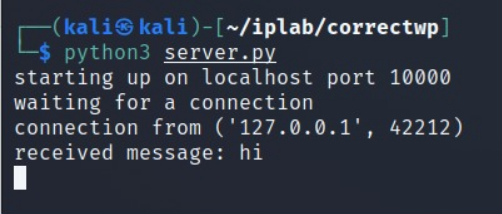 (kali㉿kali)-[~/iplab/correctwp]
$ python3 server.py
starting up on localhost port 10000
waiting for a connection
connection from ('127.0.0.1', 42212)
received message: hi